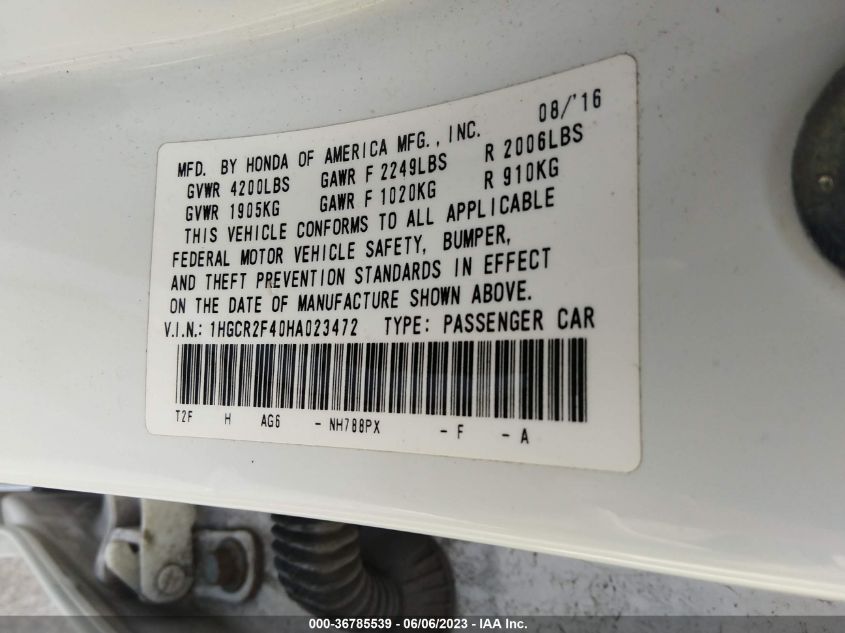 08/'16
MFD. BY HONDA OF AMERICA MFG., INC.
GVWR 4200LBS GAWR F 2249LBS R 2006LBS
GVWR 1905KG GAWR F 1020KG R 910KG
THIS VEHICLE CONFORMS TO ALL APPLICABLE
FEDERAL MOTOR VEHICLE SAFETY, BUMPER,
AND THEFT PREVENTION STANDARDS IN EFFECT
ON THE DATE OF MANUFACTURE SHOWN ABOVE.
V.I.N.: 1HGCR2F40HA023472 TYPE: PASSENGER CAR
T2F H AG6 - NH788PX - F - A
000-36785539 - 06/06/2023 - IAA Inc.